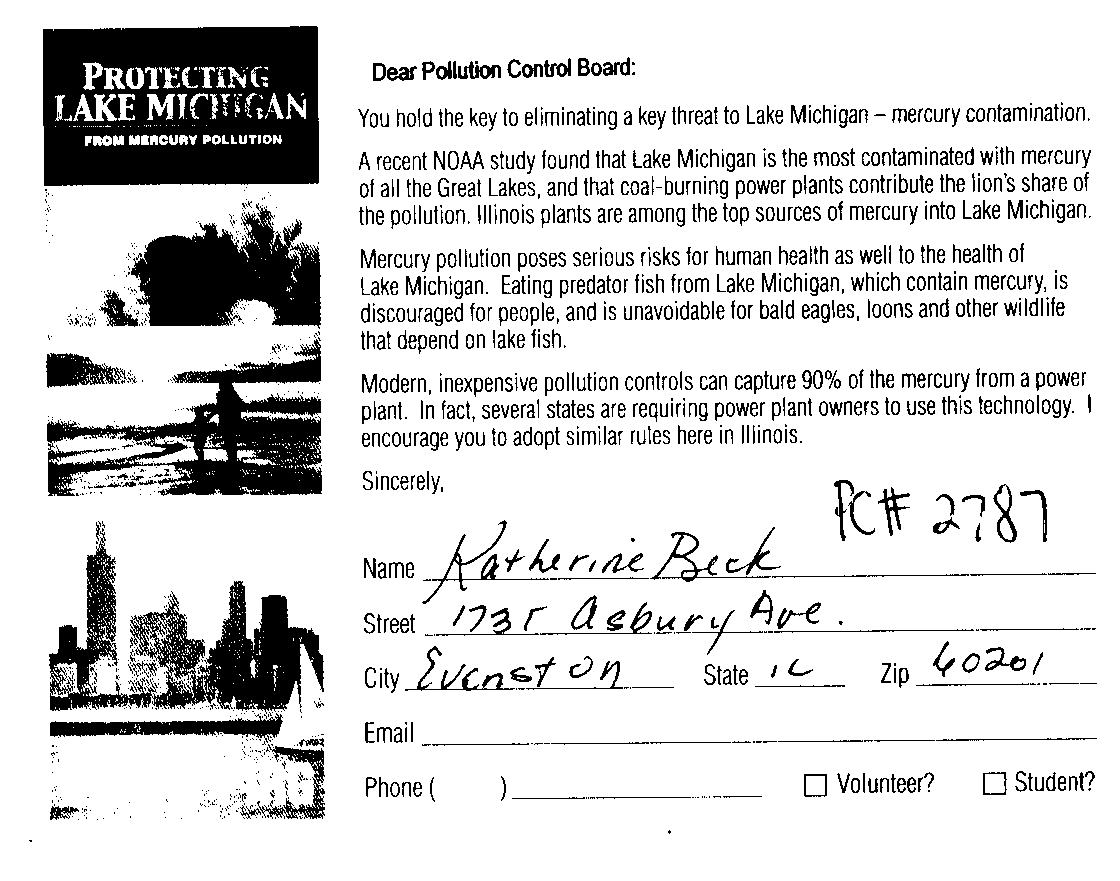 PROTECTING
LAKE MICHIGAN
FROM MERCURY POLLUTION
Dear Pollution Control Board:
You hold the key to eliminating a key threat to Lake Michigan – mercury contamination.
A recent NOAA study found that Lake Michigan is the most contaminated with mercury
of all the Great Lakes, and that coal-burning power plants contribute the lion's share of
the pollution. Illinois plants are among the top sources of mercury into Lake Michigan.
Mercury pollution poses serious risks for human health as well to the health of
Lake Michigan. Eating predator fish from Lake Michigan, which contain mercury, is
discouraged for people, and is unavoidable for bald eagles, loons and other wildlife
that depend on lake fish.
Modern, inexpensive pollution controls can capture 90% of the mercury from a power
plant. In fact, several states are requiring power plant owners to use this technology. I
encourage you to adopt similar rules here in Illinois.
Sincerely,
PC# 2787
Name Katherine Beck
Street 1735 Asbury Ave.
City Evanston State IL Zip 60201
Email
Phone ( )
Volunteer? Student?